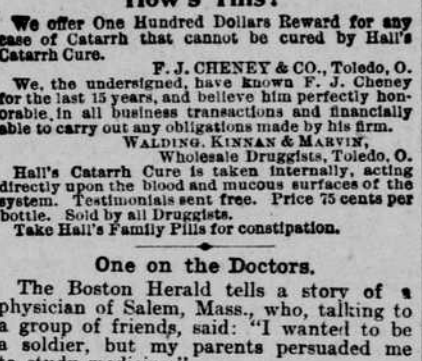 How's This?
We offer One Hundred Dollars Reward for any
case of Catarrh that cannot be cured by Hall's
Catarrh Cure.
F. J. CHENEY & CO., Toledo, O.
We, the undersigned, have known F. J. Cheney
for the last 15 years, and believe him perfectly hon-
orable in all business transactions and financially
able to carry out any obligations made by his firm.
WALDING, KINNAN & MARVIN,
Wholesale Druggists, Toledo, O.
Hall's Catarrh Cure is taken internally, acting
directly upon the blood and mucous surfaces of the
system. Testimonials sent free. Price 75 cents per
bottle. Sold by all Druggists.
Take Hall's Family Pills for constipation.
One on the Doctors.
The Boston Herald tells a story of a
physician of Salem, Mass., who, talking to
a group of friends, said: "I wanted to be
a soldier, but my parents persuaded me
to study medicine."